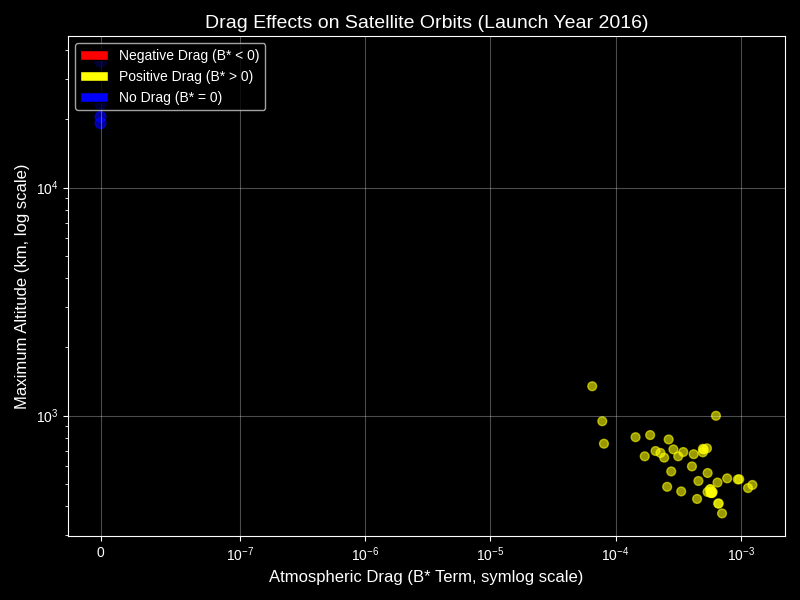 Drag Effects on Satellite Orbits (Launch Year 2016)
Negative Drag (B* < 0)
Positive Drag (B* > 0)
No Drag (B* = 0)
Maximum Altitude (km, log scale)
10⁴
10³
0
10⁻⁷
10⁻⁶
10⁻⁵
10⁻⁴
10⁻³
Atmospheric Drag (B* Term, symlog scale)